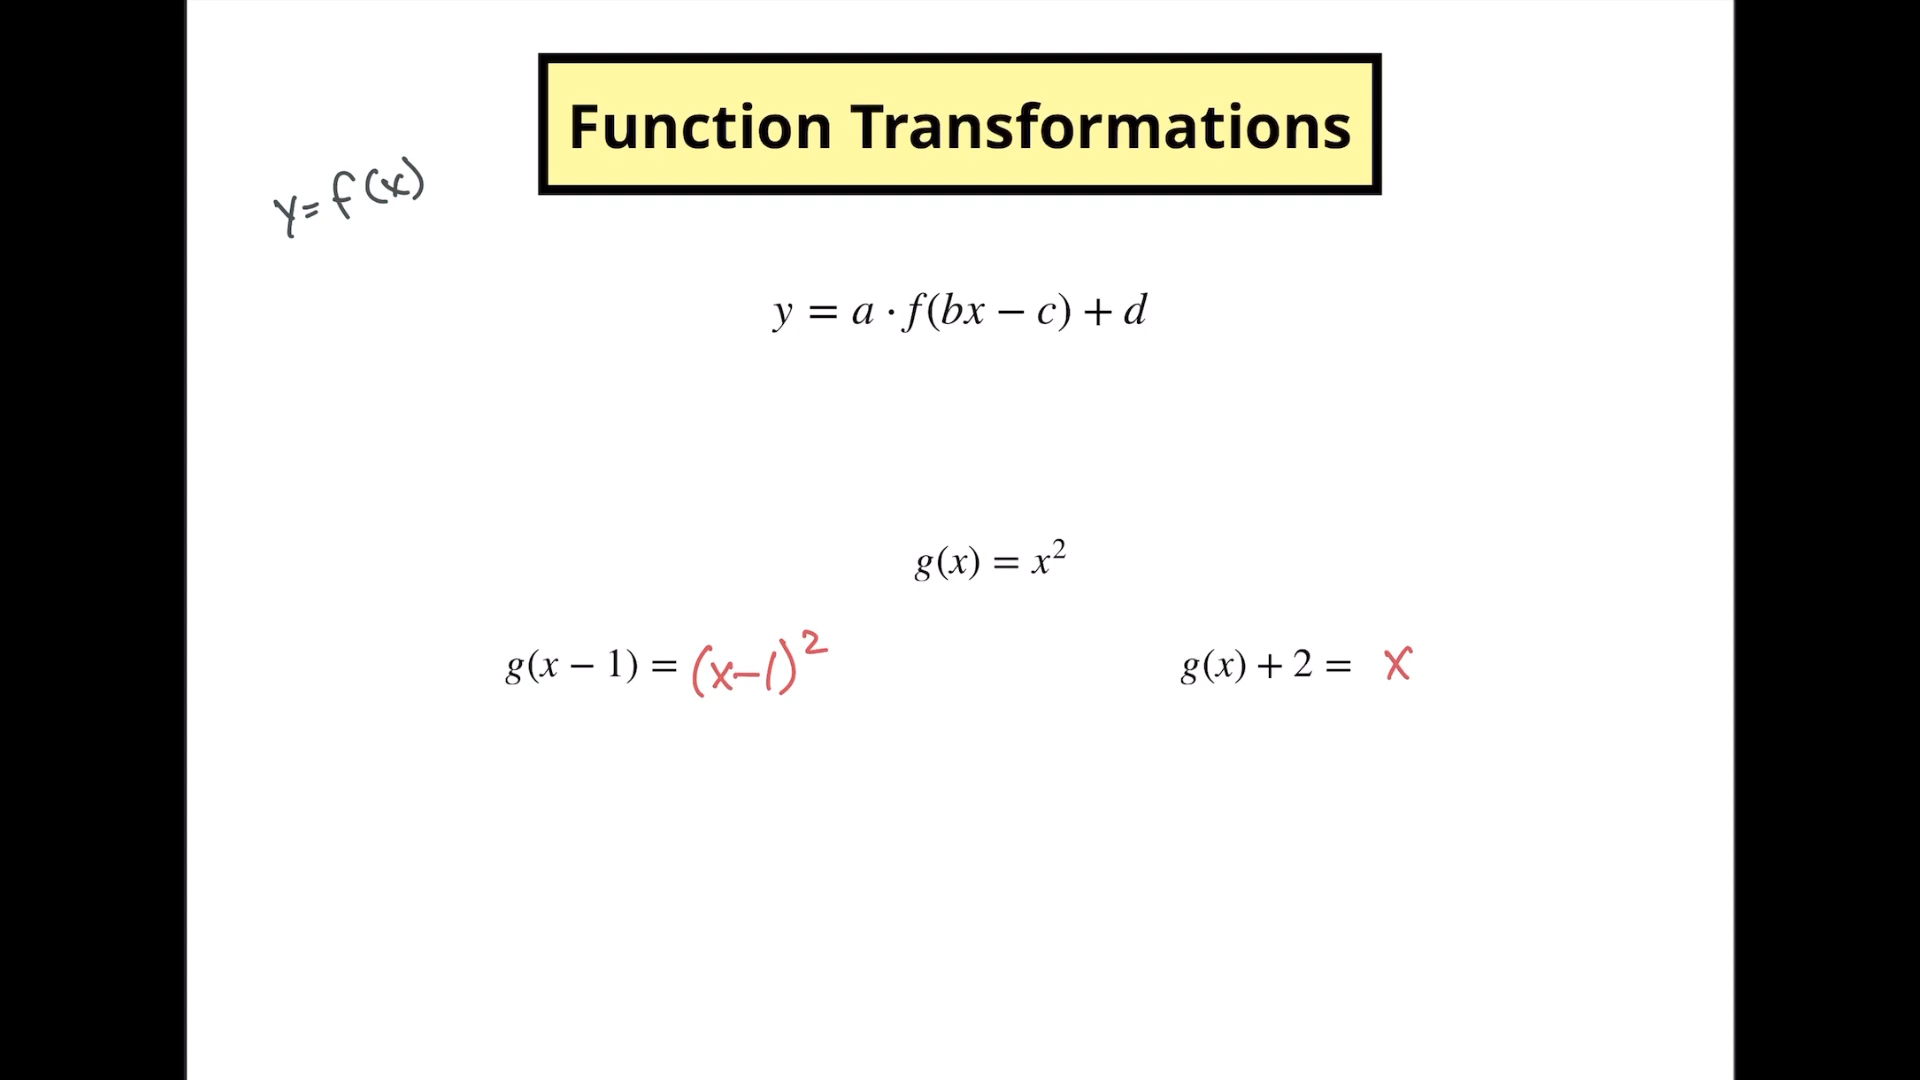 Function Transformations
y=f(x)
y = a · f(bx − c) + d
g(x) = x²
g(x − 1) = (x−1)²
g(x) + 2 = x